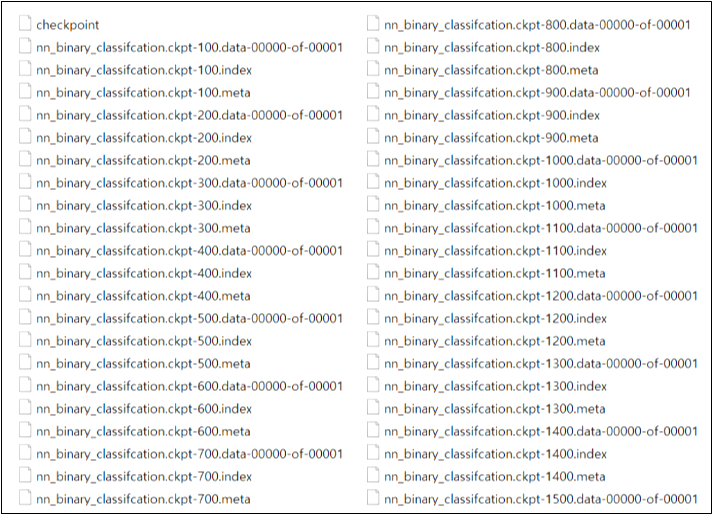 checkpoint
nn_binary_classifcation.ckpt-100.data-00000-of-00001
nn_binary_classifcation.ckpt-100.index
nn_binary_classifcation.ckpt-100.meta
nn_binary_classifcation.ckpt-200.data-00000-of-00001
nn_binary_classifcation.ckpt-200.index
nn_binary_classifcation.ckpt-200.meta
nn_binary_classifcation.ckpt-300.data-00000-of-00001
nn_binary_classifcation.ckpt-300.index
nn_binary_classifcation.ckpt-300.meta
nn_binary_classifcation.ckpt-400.data-00000-of-00001
nn_binary_classifcation.ckpt-400.index
nn_binary_classifcation.ckpt-400.meta
nn_binary_classifcation.ckpt-500.data-00000-of-00001
nn_binary_classifcation.ckpt-500.index
nn_binary_classifcation.ckpt-500.meta
nn_binary_classifcation.ckpt-600.data-00000-of-00001
nn_binary_classifcation.ckpt-600.index
nn_binary_classifcation.ckpt-600.meta
nn_binary_classifcation.ckpt-700.data-00000-of-00001
nn_binary_classifcation.ckpt-700.index
nn_binary_classifcation.ckpt-700.meta
nn_binary_classifcation.ckpt-800.data-00000-of-00001
nn_binary_classifcation.ckpt-800.index
nn_binary_classifcation.ckpt-800.meta
nn_binary_classifcation.ckpt-900.data-00000-of-00001
nn_binary_classifcation.ckpt-900.index
nn_binary_classifcation.ckpt-900.meta
nn_binary_classifcation.ckpt-1000.data-00000-of-00001
nn_binary_classifcation.ckpt-1000.index
nn_binary_classifcation.ckpt-1000.meta
nn_binary_classifcation.ckpt-1100.data-00000-of-00001
nn_binary_classifcation.ckpt-1100.index
nn_binary_classifcation.ckpt-1100.meta
nn_binary_classifcation.ckpt-1200.data-00000-of-00001
nn_binary_classifcation.ckpt-1200.index
nn_binary_classifcation.ckpt-1200.meta
nn_binary_classifcation.ckpt-1300.data-00000-of-00001
nn_binary_classifcation.ckpt-1300.index
nn_binary_classifcation.ckpt-1300.meta
nn_binary_classifcation.ckpt-1400.data-00000-of-00001
nn_binary_classifcation.ckpt-1400.index
nn_binary_classifcation.ckpt-1400.meta
nn_binary_classifcation.ckpt-1500.data-00000-of-00001